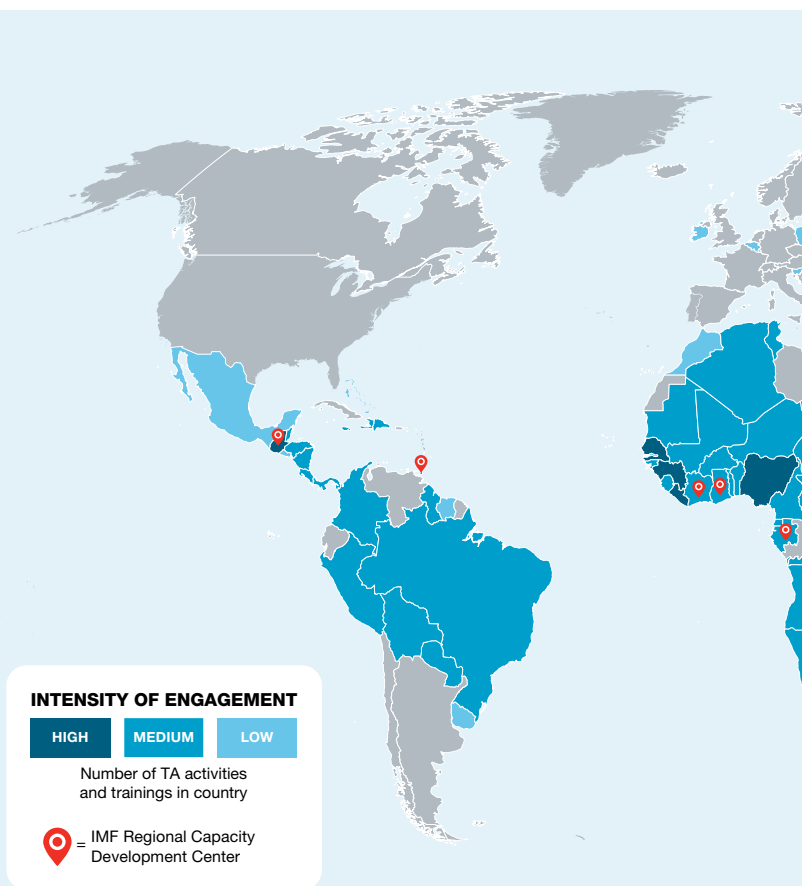 INTENSITY OF ENGAGEMENT
HIGH
MEDIUM
LOW
Number of TA activities
and trainings in country
= IMF Regional Capacity
Development Center